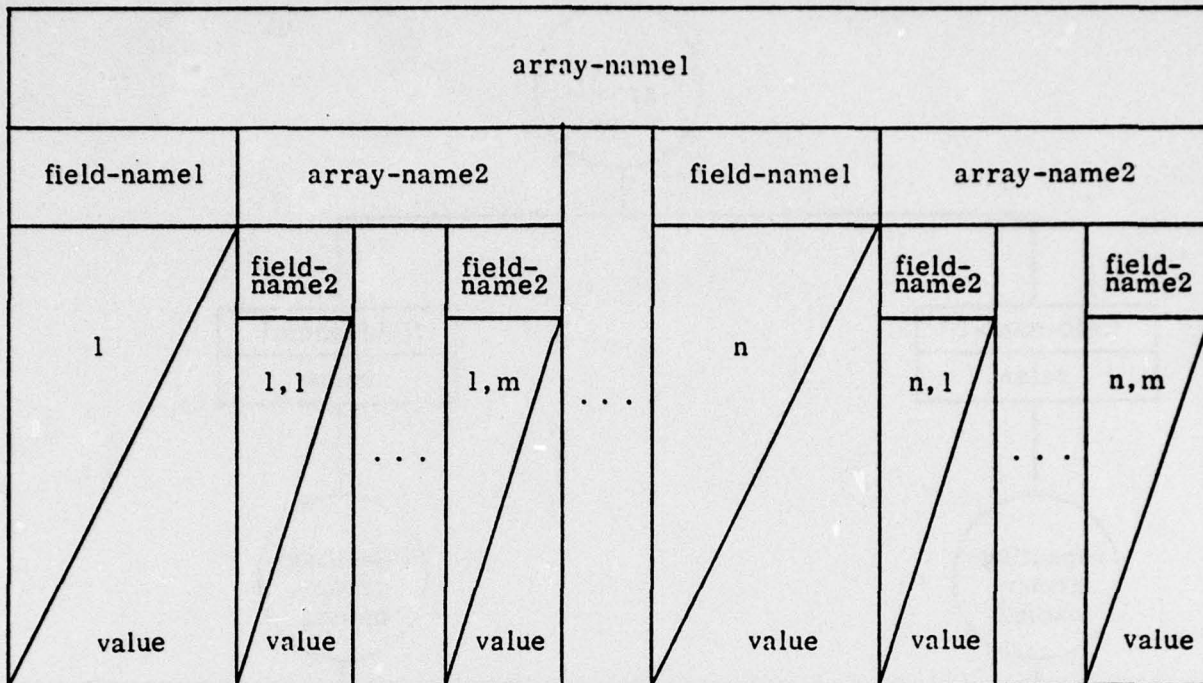 array-name1
field-name1 array-name2 field-name1 array-name2
field-
name2
field-
name2
field-
name2
field-
name2
1 n
1,1 1,m n,1 n,m
. . .
. . . . . .
value value value value value value